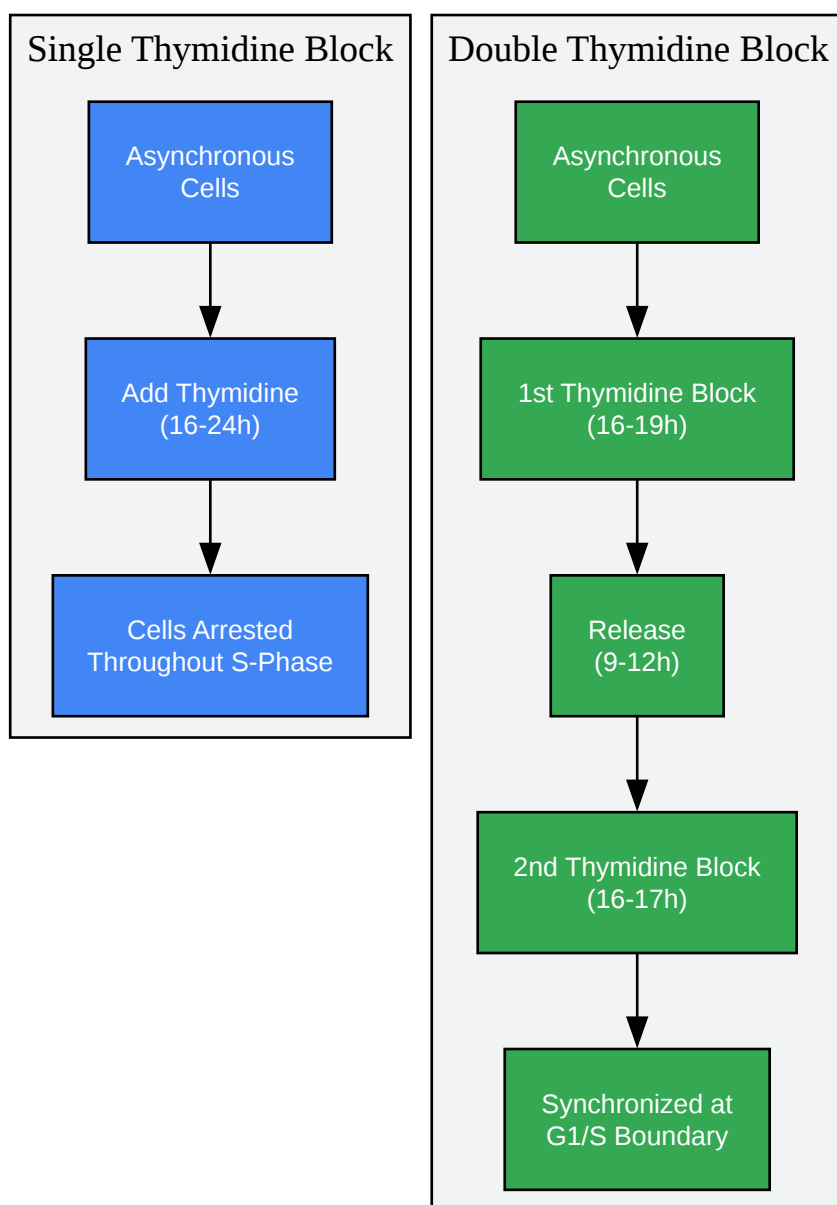 Single Thymidine Block
Asynchronous
Cells
Add Thymidine
(16-24h)
Cells Arrested
Throughout S-Phase
Double Thymidine Block
Asynchronous
Cells
1st Thymidine Block
(16-19h)
Release
(9-12h)
2nd Thymidine Block
(16-17h)
Synchronized at
G1/S Boundary